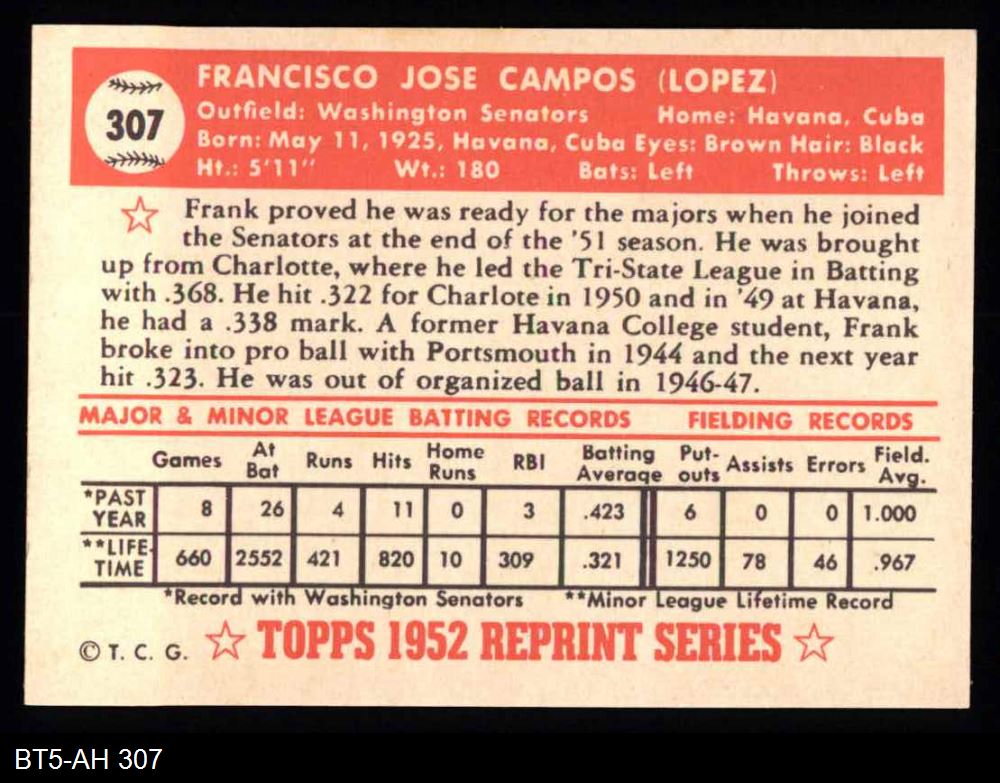 307
FRANCISCO JOSE CAMPOS (LOPEZ)
Outfield: Washington Senators Home: Havana, Cuba
Born: May 11, 1925, Havana, Cuba Eyes: Brown Hair: Black
Ht.: 5'11" Wt.: 180 Bats: Left Throws: Left
Frank proved he was ready for the majors when he joined
the Senators at the end of the '51 season. He was brought
up from Charlotte, where he led the Tri-State League in Batting
with .368. He hit .322 for Charlote in 1950 and in '49 at Havana,
he had a .338 mark. A former Havana College student, Frank
broke into pro ball with Portsmouth in 1944 and the next year
hit .323. He was out of organized ball in 1946-47.
MAJOR & MINOR LEAGUE BATTING RECORDS FIELDING RECORDS
Games At Bat Runs Hits Home Runs RBI Batting Average Put-outs Assists Errors Field. Avg.
*PAST YEAR 8 26 4 11 0 3 .423 6 0 0 1.000
**LIFE-TIME 660 2552 421 820 10 309 .321 1250 78 46 .967
*Record with Washington Senators **Minor League Lifetime Record
© T. C. G. ☆ TOPPS 1952 REPRINT SERIES ☆
BT5-AH 307